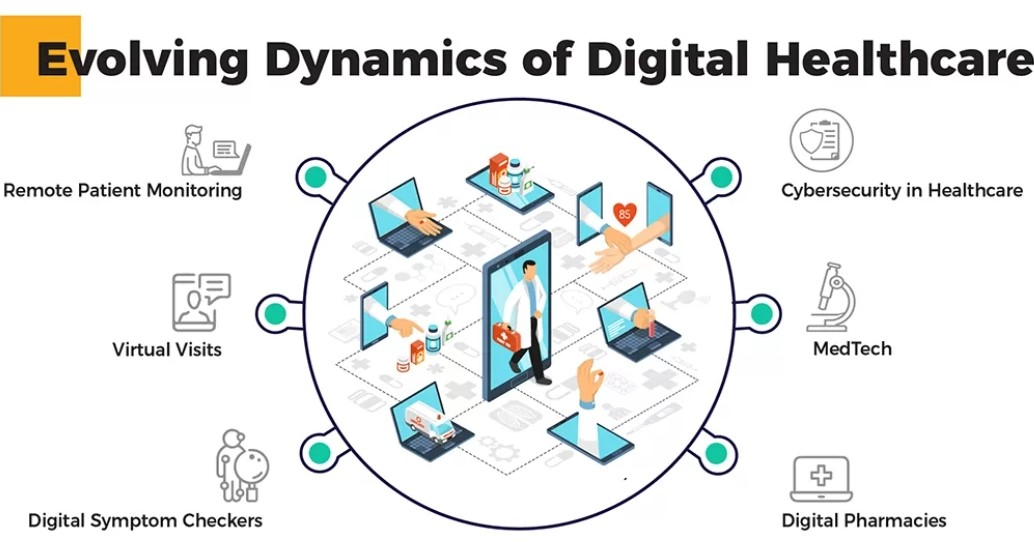 Evolving Dynamics of Digital Healthcare
Remote Patient Monitoring
Cybersecurity in Healthcare
85
Virtual Visits
MedTech
Digital Symptom Checkers
Digital Pharmacies